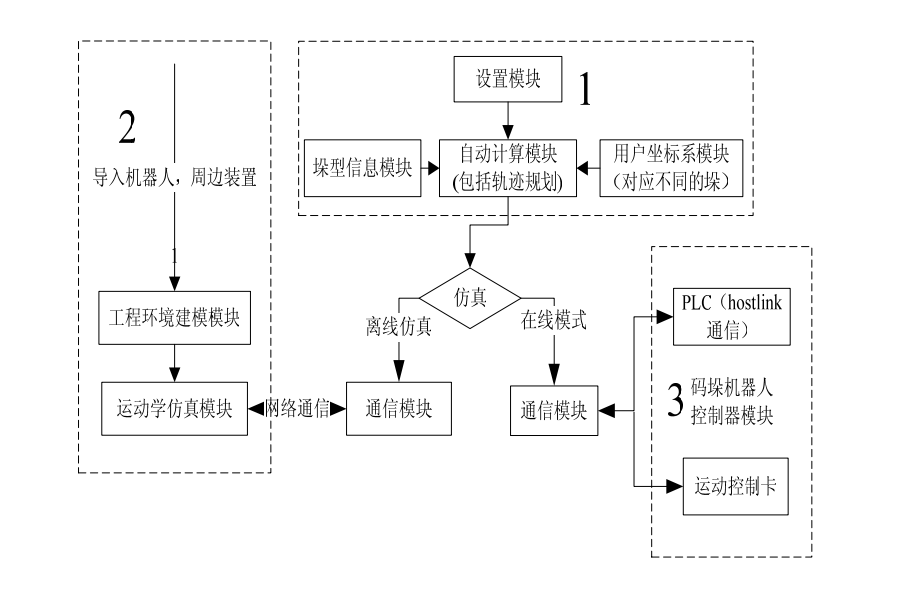 设置模块
1
2
垛型信息模块
自动计算模块
(包括轨迹规划)
用户坐标系模块
（对应不同的垛）
导入机器人，周边装置
1
仿真
工程环境建模模块
离线仿真
在线模式
PLC（hostlink
通信）
运动学仿真模块
网络通信
通信模块
通信模块
3
码垛机器人
控制器模块
运动控制卡